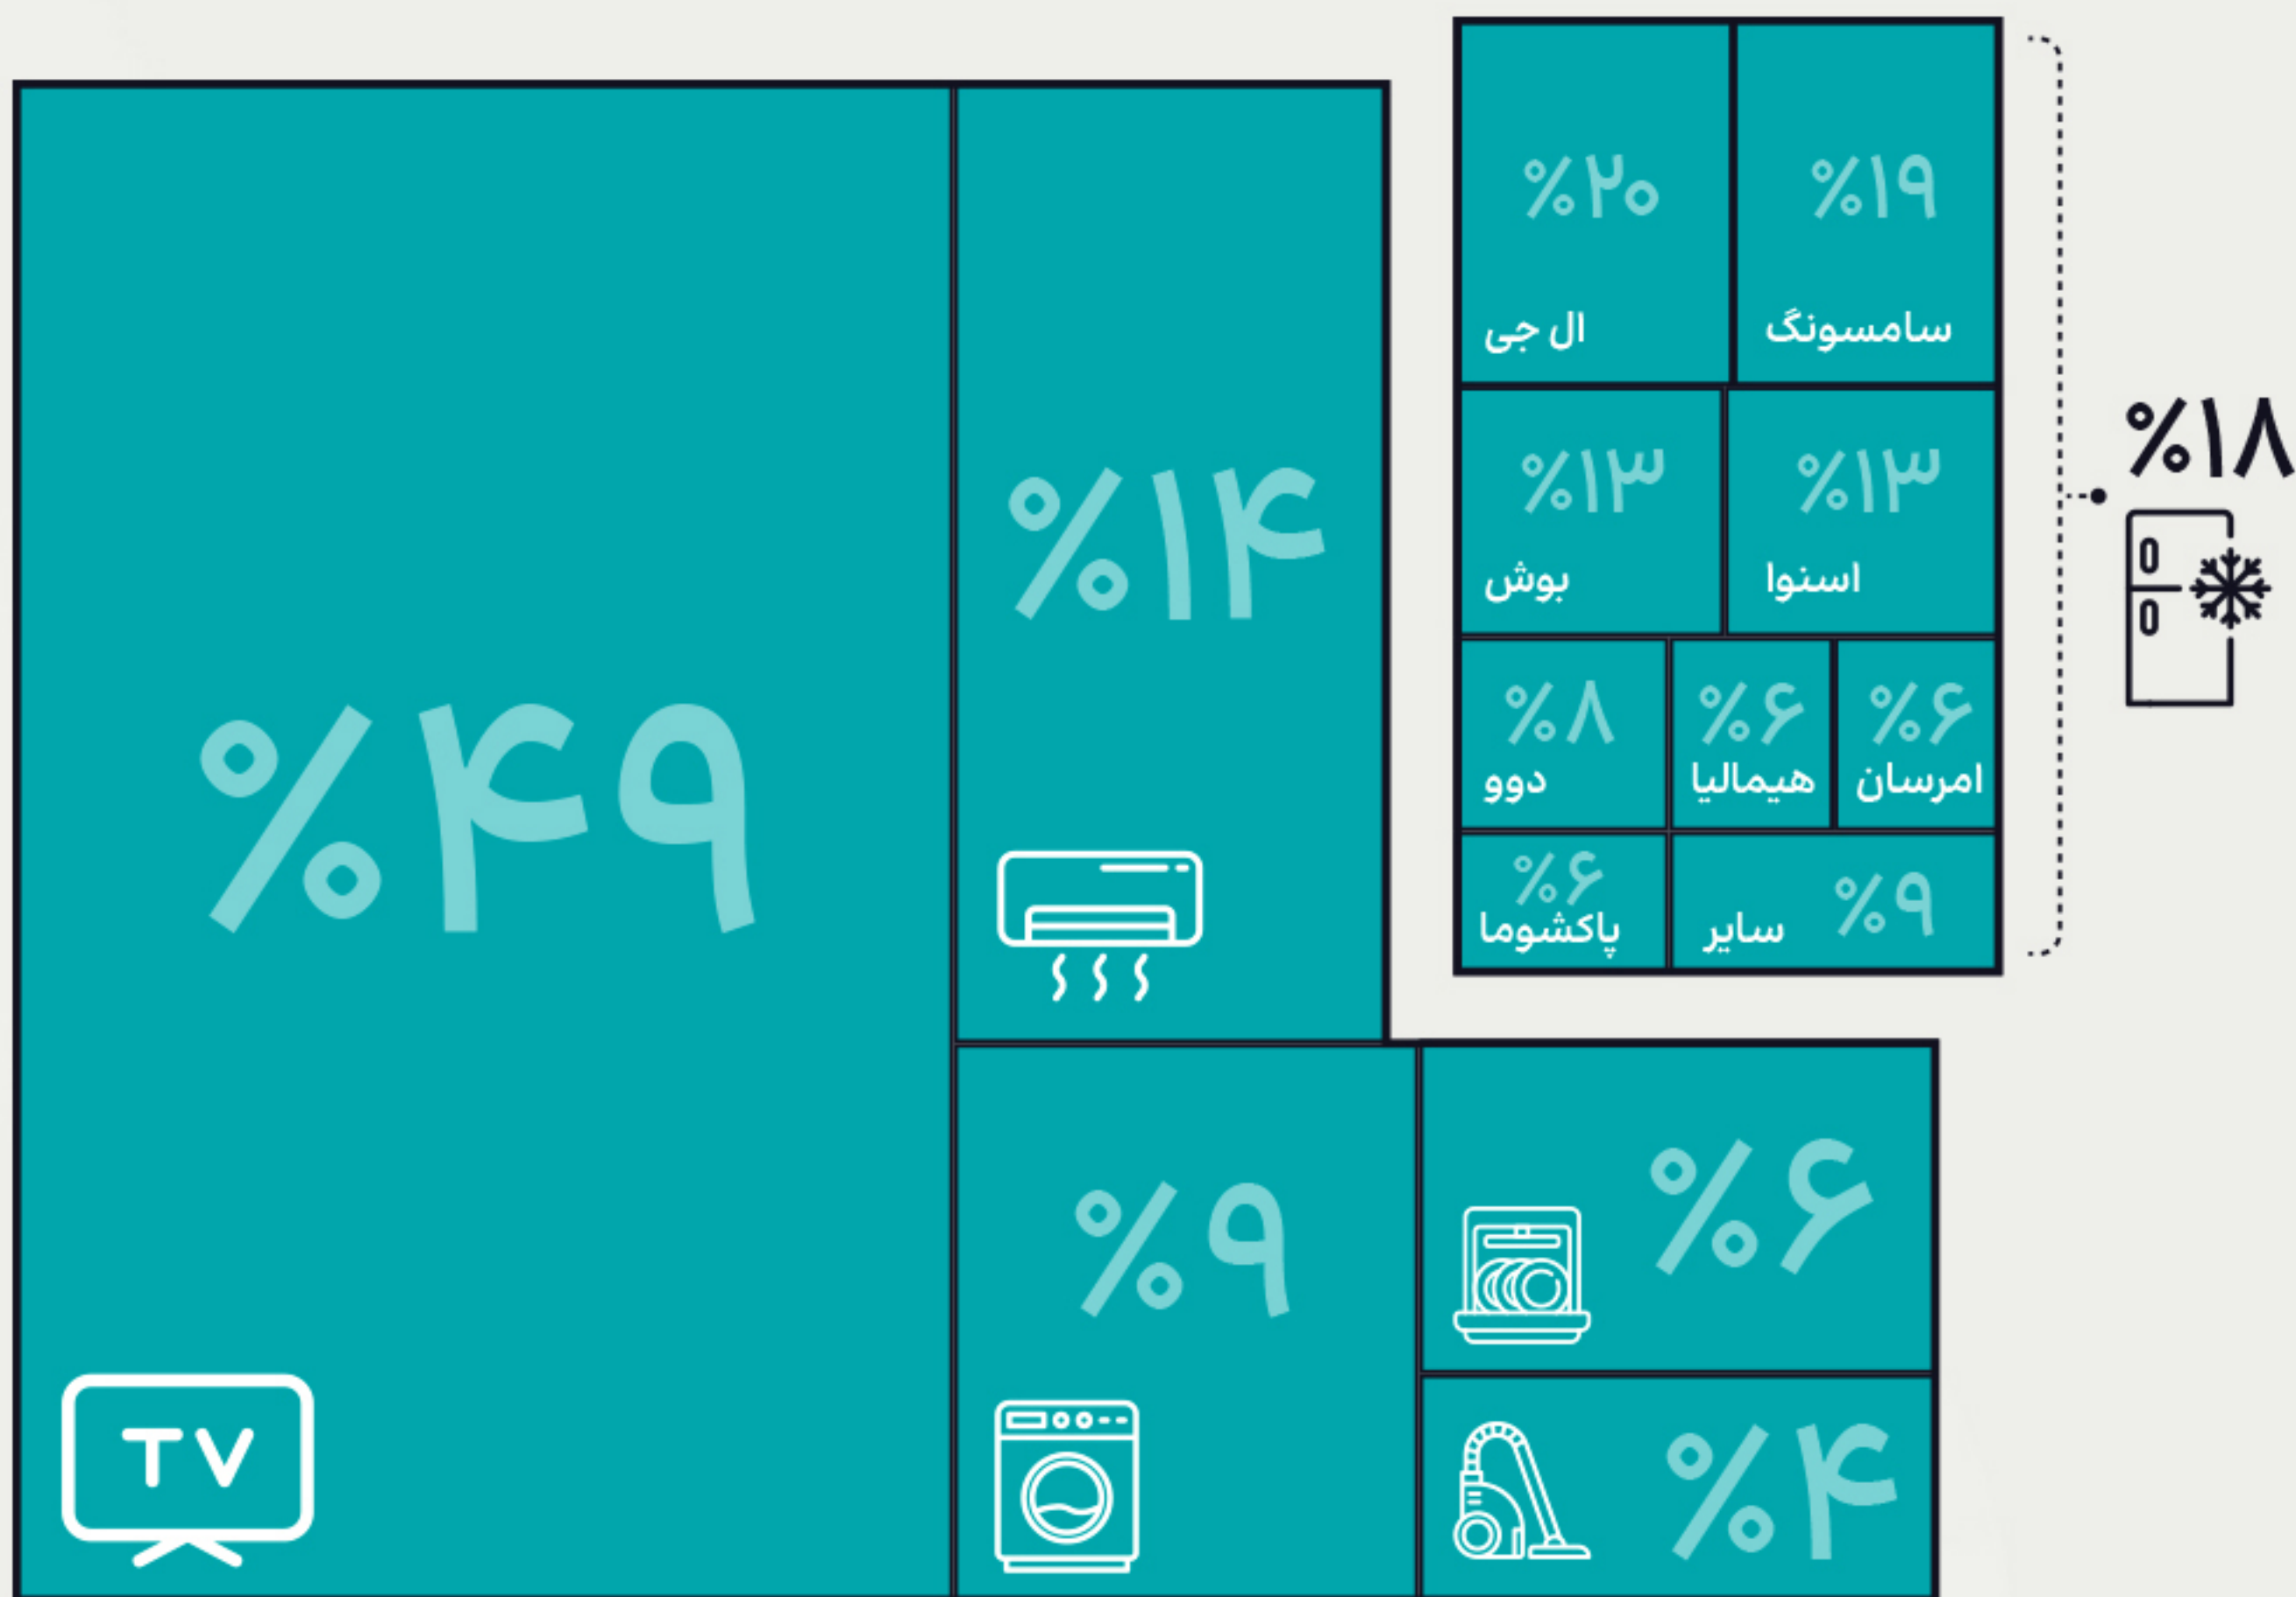 %۴۹
TV
%۱۴
%۹
%۶
%۴
%۱۹
سامسونگ
%۲۰
ال جی
%۱۳
اسنوا
%۱۳
بوش
%۶
امرسان
%۶
هیمالیا
%۸
دوو
%۹
سایر
%۶
پاکشوما
%۱۸